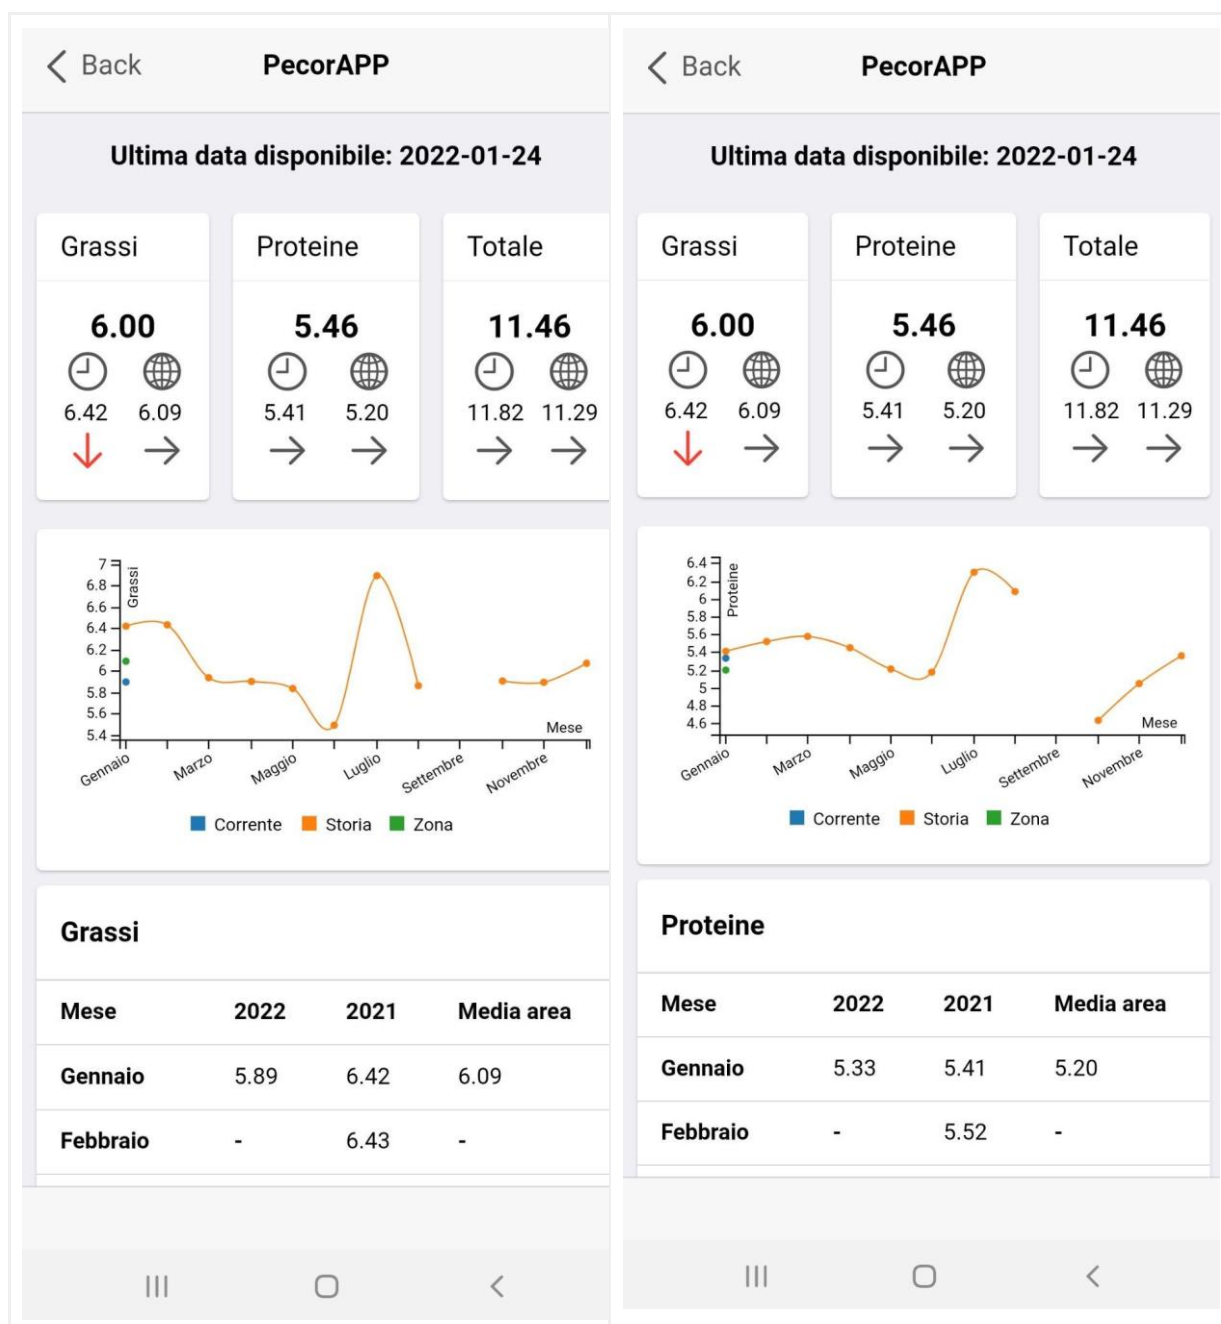 Back PecorAPP
Ultima data disponibile: 2022-01-24
Grassi Proteine Totale
6.00 5.46 11.46
6.42 6.09 5.41 5.20 11.82 11.29
7
6.8
6.6
6.4
6.2
6
5.8
5.6
5.4
Grassi
Mese
Gennaio Marzo Maggio Luglio Settembre Novembre
Corrente Storia Zona
Grassi
Mese 2022 2021 Media area
Gennaio 5.89 6.42 6.09
Febbraio - 6.43 -
Back PecorAPP
Ultima data disponibile: 2022-01-24
Grassi Proteine Totale
6.00 5.46 11.46
6.42 6.09 5.41 5.20 11.82 11.29
6.4
6.2
6
5.8
5.6
5.4
5.2
5
4.8
4.6
Proteine
Mese
Gennaio Marzo Maggio Luglio Settembre Novembre
Corrente Storia Zona
Proteine
Mese 2022 2021 Media area
Gennaio 5.33 5.41 5.20
Febbraio - 5.52 -